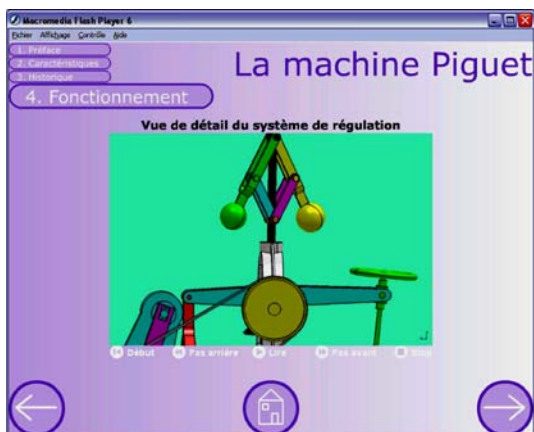 Macromedia Flash Player 6
Fichier Affichage Contrôle Aide
1. Préface
2. Caractéristiques
3. Historique
4. Fonctionnement
La machine Piguet
Vue de détail du système de régulation
Début Pas arrière Lire Pas avant Stop